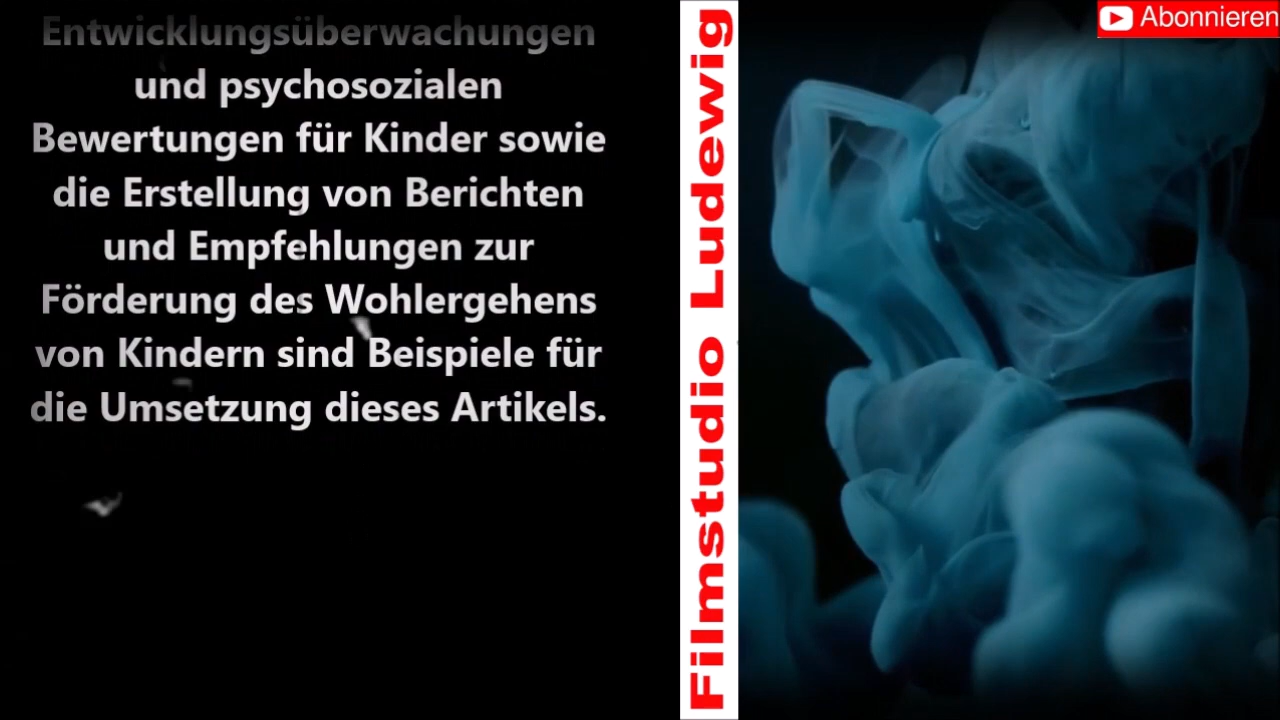 Entwicklungsüberwachungen
und psychosozialen
Bewertungen für Kinder sowie
die Erstellung von Berichten
und Empfehlungen zur
Förderung des Wohlergehens
von Kindern sind Beispiele für
die Umsetzung dieses Artikels.
Filmstudio Ludewig
Abonnieren